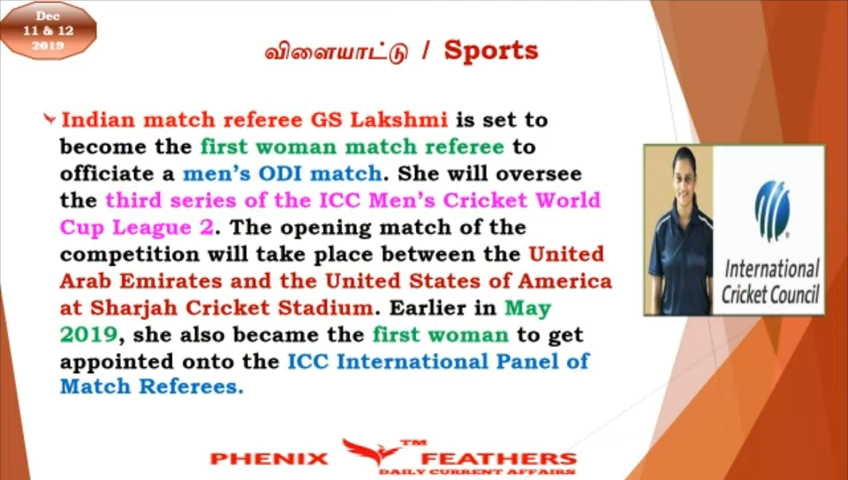 Dec
11 & 12
2019
விளையாட்டு / Sports
Indian match referee GS Lakshmi is set to
become the first woman match referee to
officiate a men's ODI match. She will oversee
the third series of the ICC Men's Cricket World
Cup League 2. The opening match of the
competition will take place between the United
Arab Emirates and the United States of America
at Sharjah Cricket Stadium. Earlier in May
2019, she also became the first woman to get
appointed onto the ICC International Panel of
Match Referees.
International
Cricket Council
PHENIX FEATHERS TM
DAILY CURRENT AFFAIRS